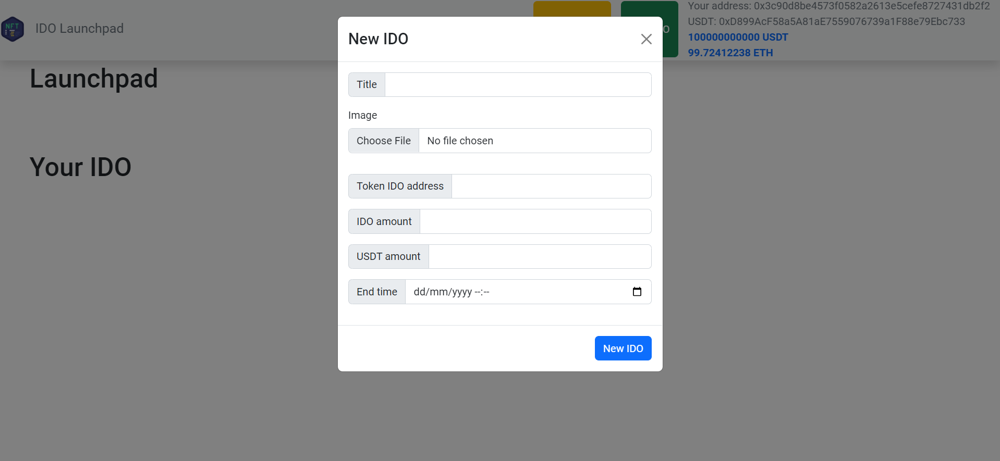 NFT
IDO Launchpad
O
Your address: 0x3c90d8be4573f0582a2613e5cefe8727431db2f2
USDT: 0xD899AcF58a5A81aE7559076739a1F88e79Ebc733
100000000000 USDT
99.72412238 ETH
Launchpad
Your IDO
New IDO
Title
Image
Choose File No file chosen
Token IDO address
IDO amount
USDT amount
End time dd/mm/yyyy --:--
New IDO